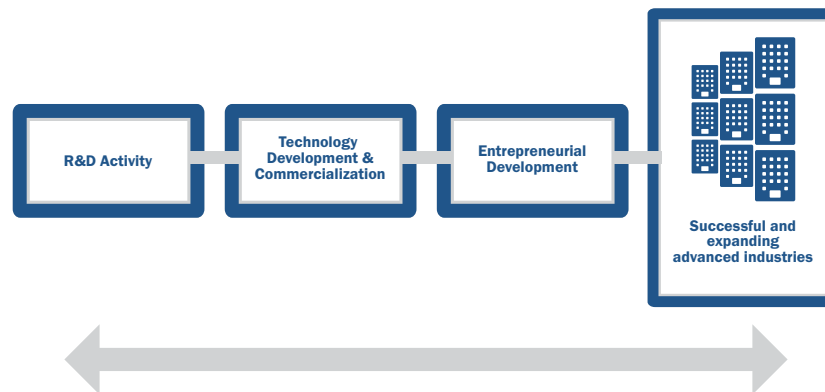 R&D Activity
Technology
Development &
Commercialization
Entrepreneurial
Development
Successful and
expanding
advanced industries